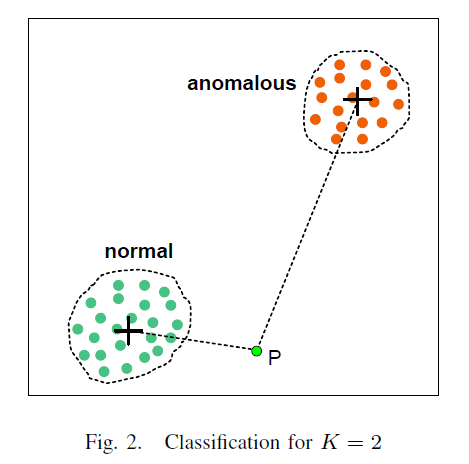 anomalous
normal
P
Fig. 2. Classification for K = 2